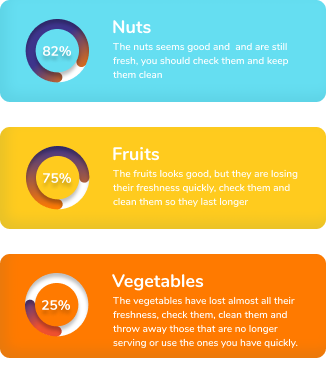 Nuts
82%
The nuts seems good and  and are still
fresh, you should check them and keep
them clean
Fruits
75%
The fruits looks good, but they are losing
their freshness quickly, check them and
clean them so they last longer
Vegetables
25%
The vegetables have lost almost all their
freshness, check them, clean them and
throw away those that are no longer
serving or use the ones you have quickly.